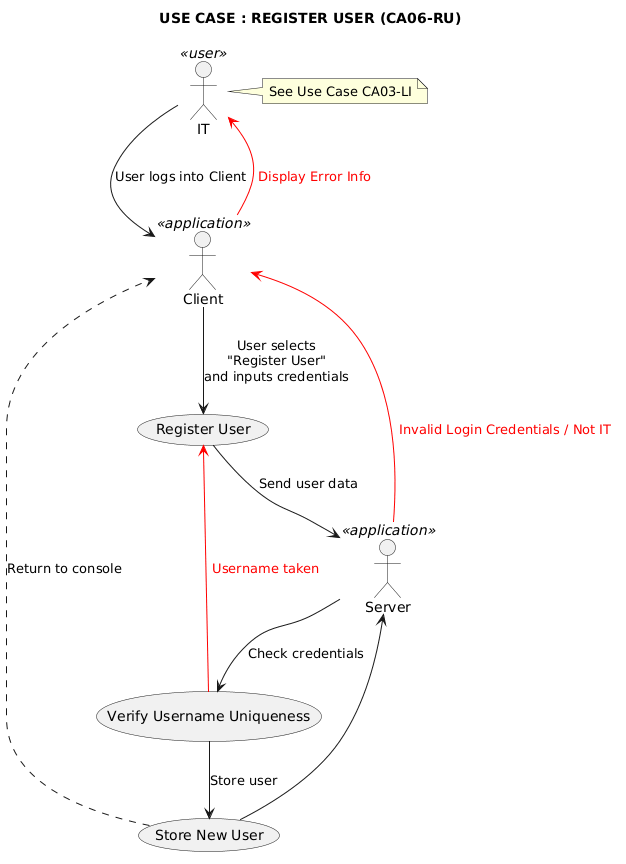 USE CASE : REGISTER USER (CA06-RU)
«user»
IT
See Use Case CA03-LI
User logs into Client
Display Error Info
«application»
Client
User selects
"Register User"
and inputs credentials
Register User
Invalid Login Credentials / Not IT
Send user data
«application»
Server
Return to console
Username taken
Check credentials
Verify Username Uniqueness
Store user
Store New User